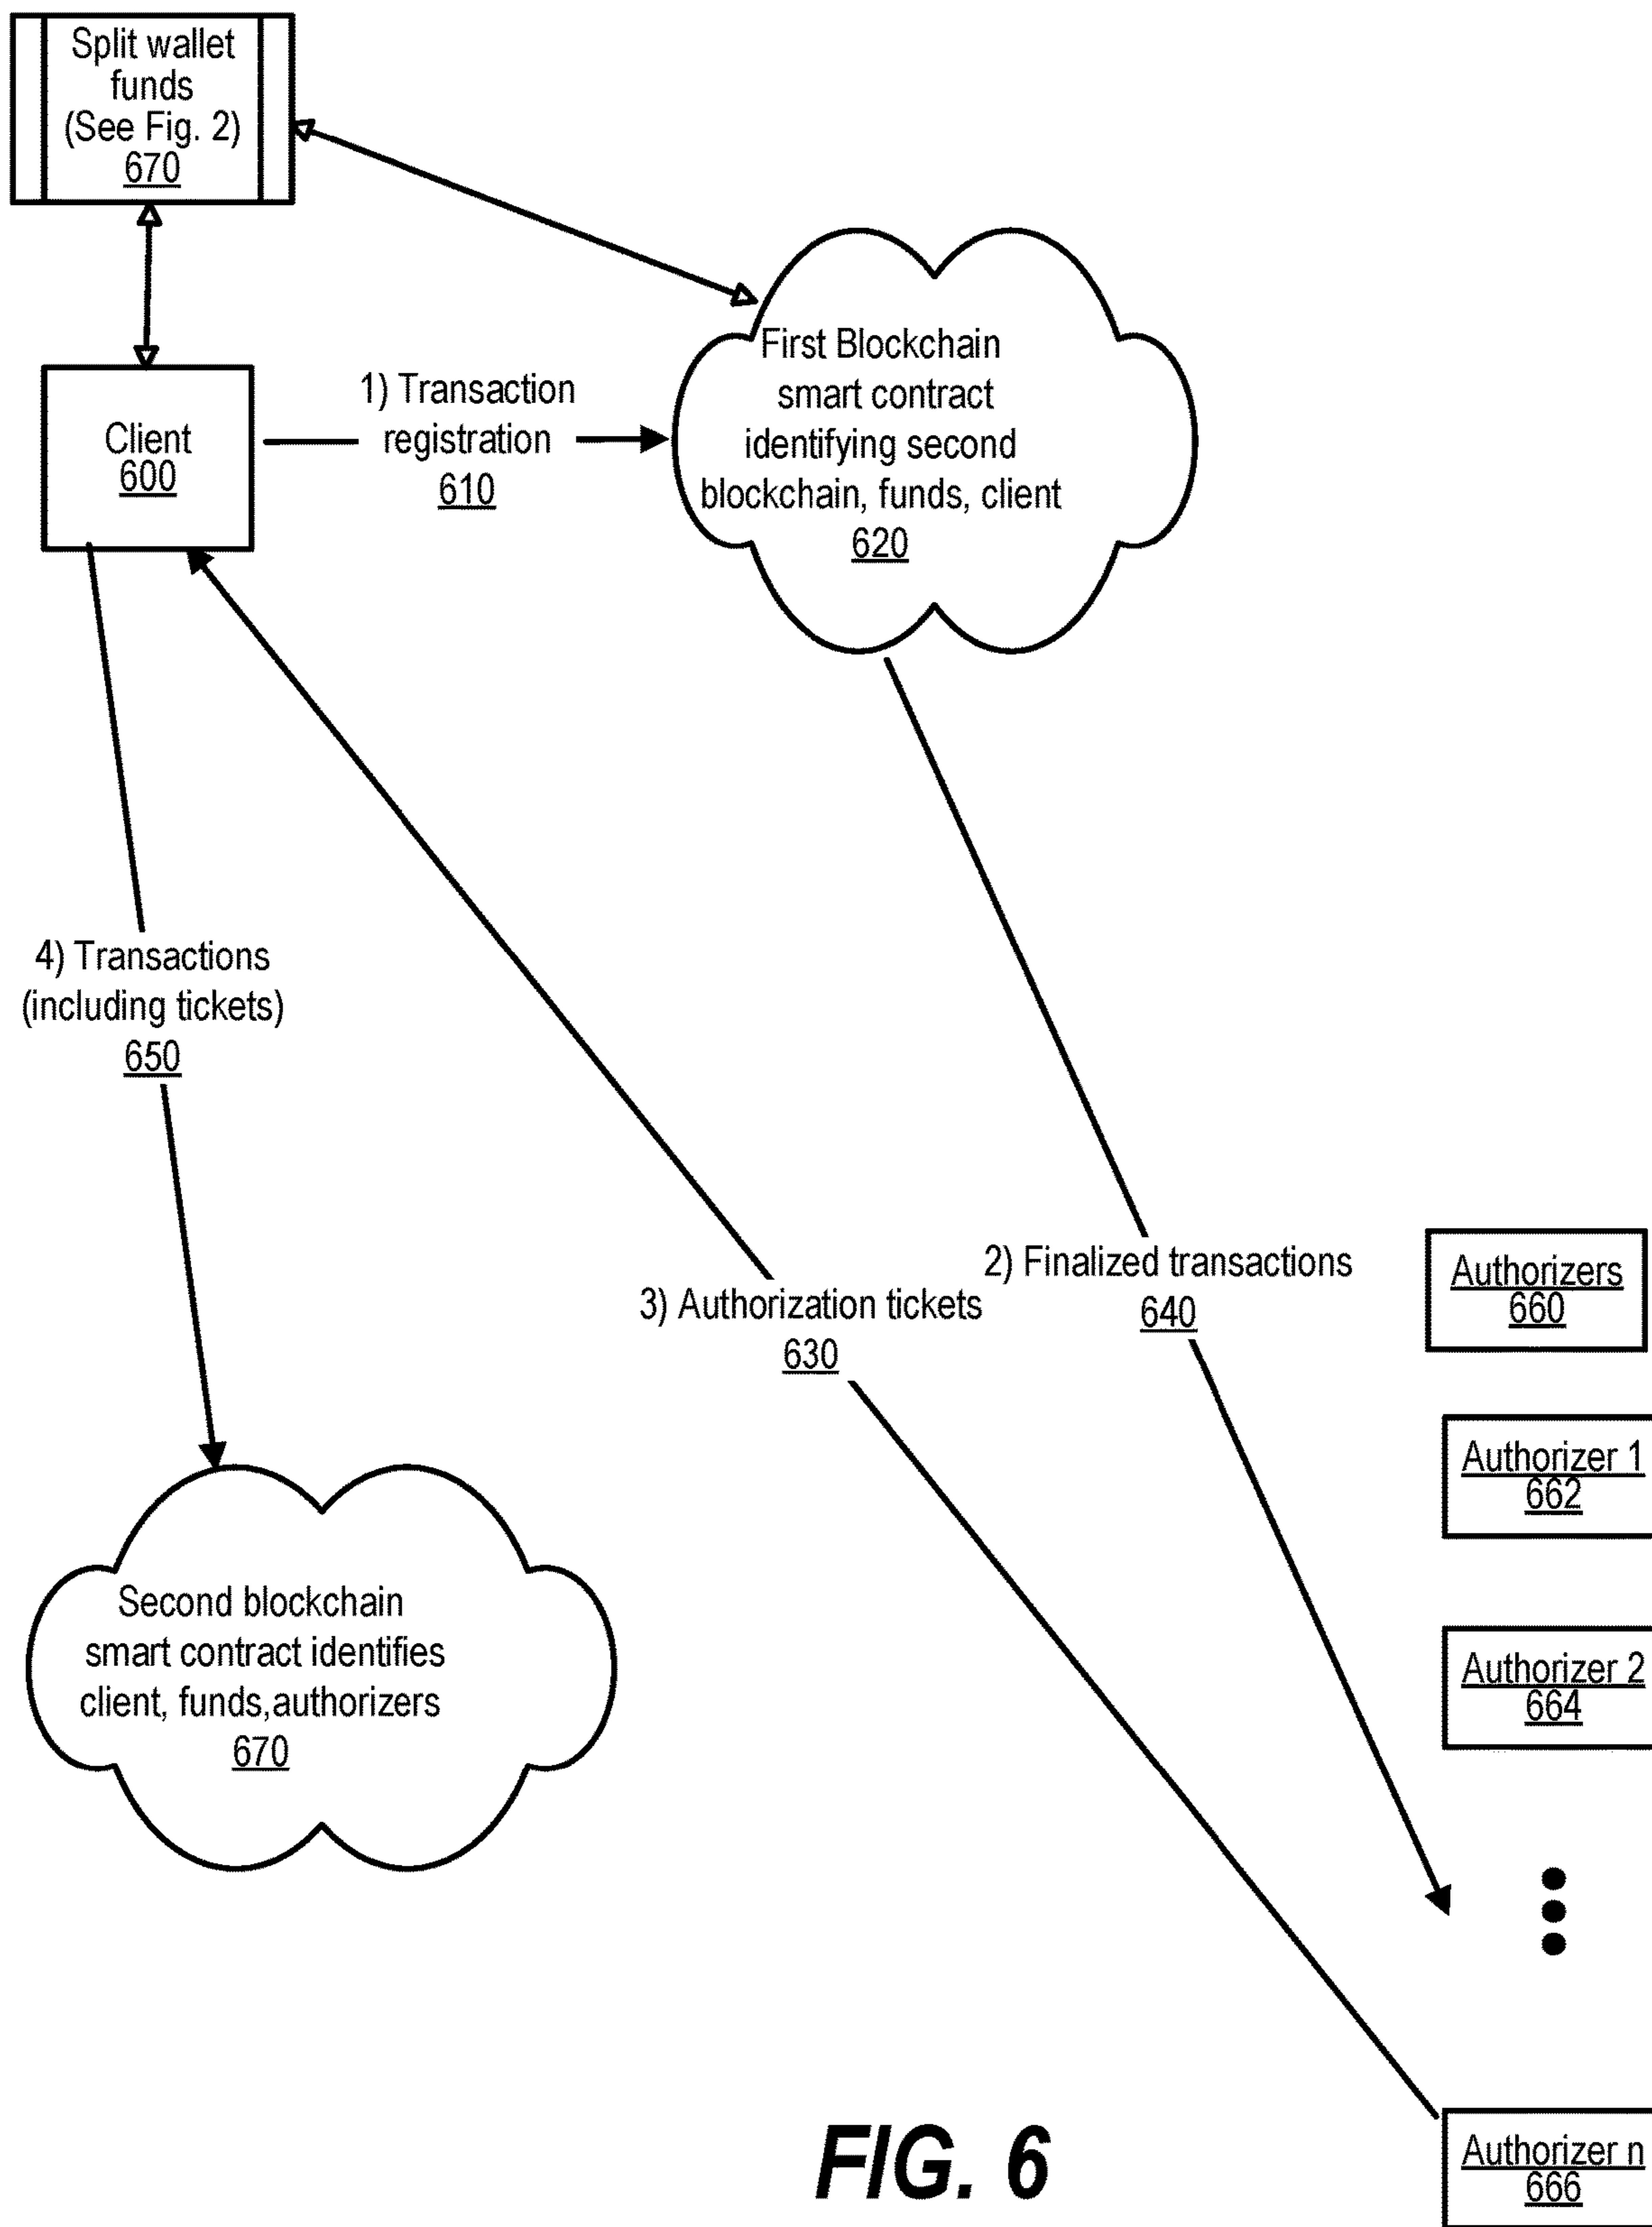 Split wallet
funds
(See Fig. 2)
670
Client
600
1) Transaction
registration
610
First Blockchain
smart contract
identifying second
blockchain, funds, client
620
4) Transactions
(including tickets)
650
3) Authorization tickets
630
2) Finalized transactions
640
Authorizers
660
Authorizer 1
662
Authorizer 2
664
Second blockchain
smart contract identifies
client, funds,authorizers
670
Authorizer n
666
FIG. 6